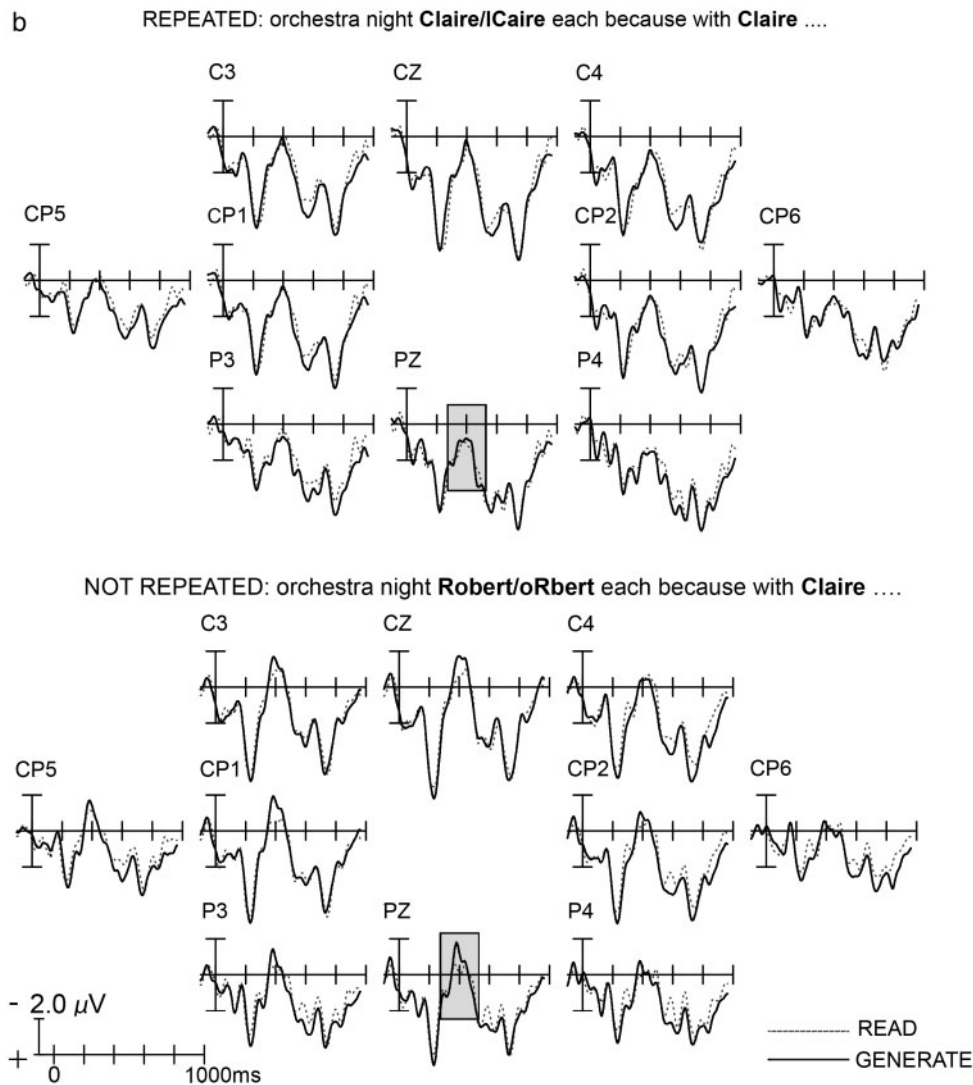 b
REPEATED: orchestra night Claire/lCaire each because with Claire ....
C3 CZ C4
CP5 CP1 CP2 CP6
P3 PZ P4
NOT REPEATED: orchestra night Robert/oRbert each because with Claire ....
C3 CZ C4
CP5 CP1 CP2 CP6
P3 PZ P4
- 2.0 µV
+
0 1000ms
READ
GENERATE